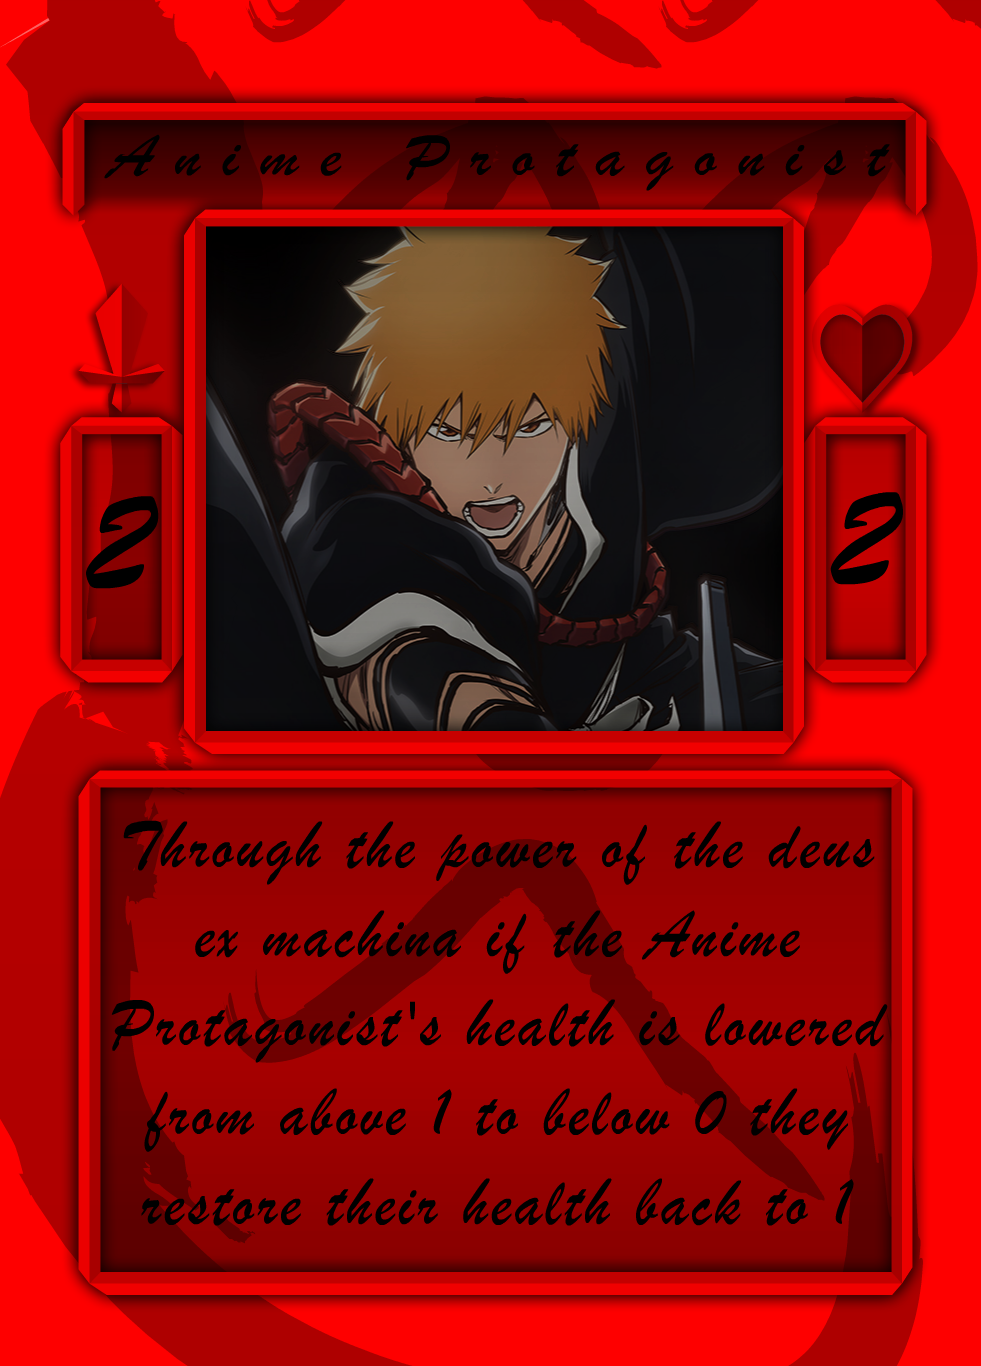 Anime Protagonist
2
2
Through the power of the deus
ex machina if the Anime
Protagonist's health is lowered
from above 1 to below 0 they
restore their health back to 1